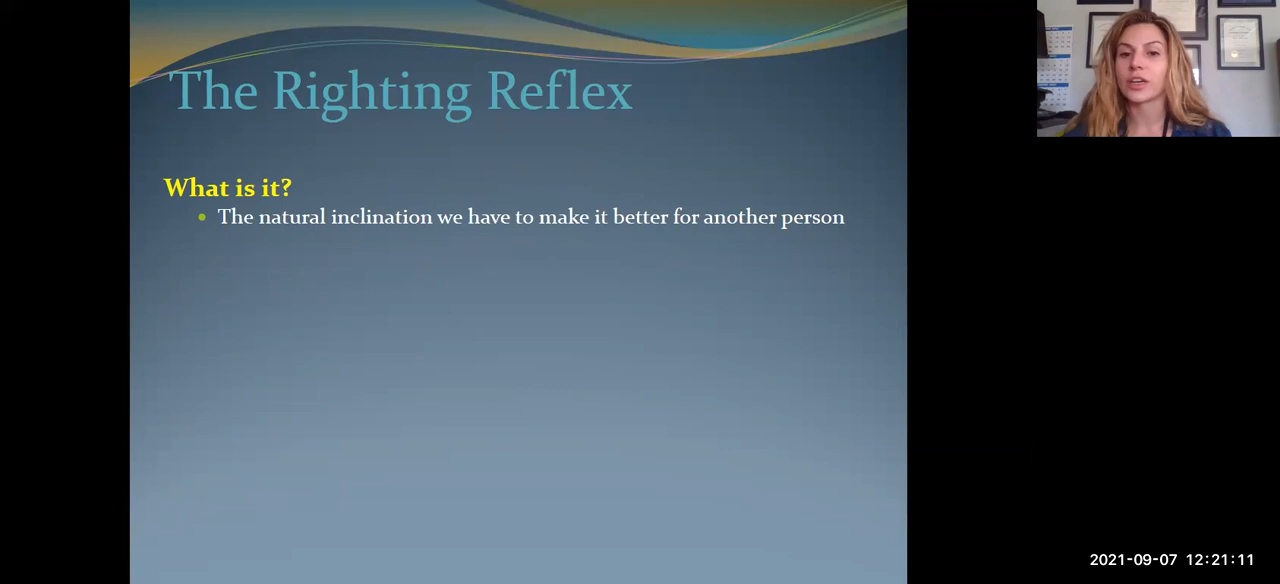 The Righting Reflex
What is it?
The natural inclination we have to make it better for another person
2021-09-07 12:21:11